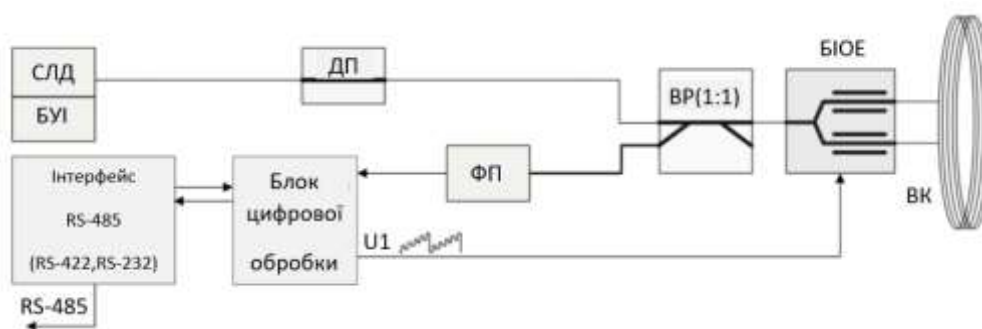 СЛД
БУІ
ДП
ВР(1:1)
БІОЕ
ВК
ФП
Інтерфейс
RS-485
(RS-422,RS-232)
Блок
цифрової
обробки
U1
RS-485